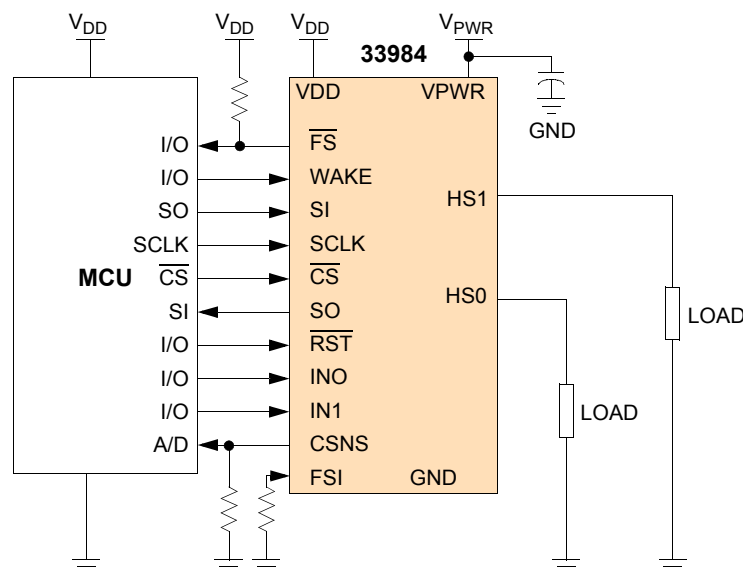 VDD
VDD
VDD
VPWR
33984
VDD
VPWR
GND
I/O
FS
I/O
WAKE
HS1
SO
SI
SCLK
SCLK
MCU
CS
CS
HS0
SI
SO
LOAD
I/O
RST
I/O
INO
I/O
IN1
LOAD
A/D
CSNS
FSI
GND